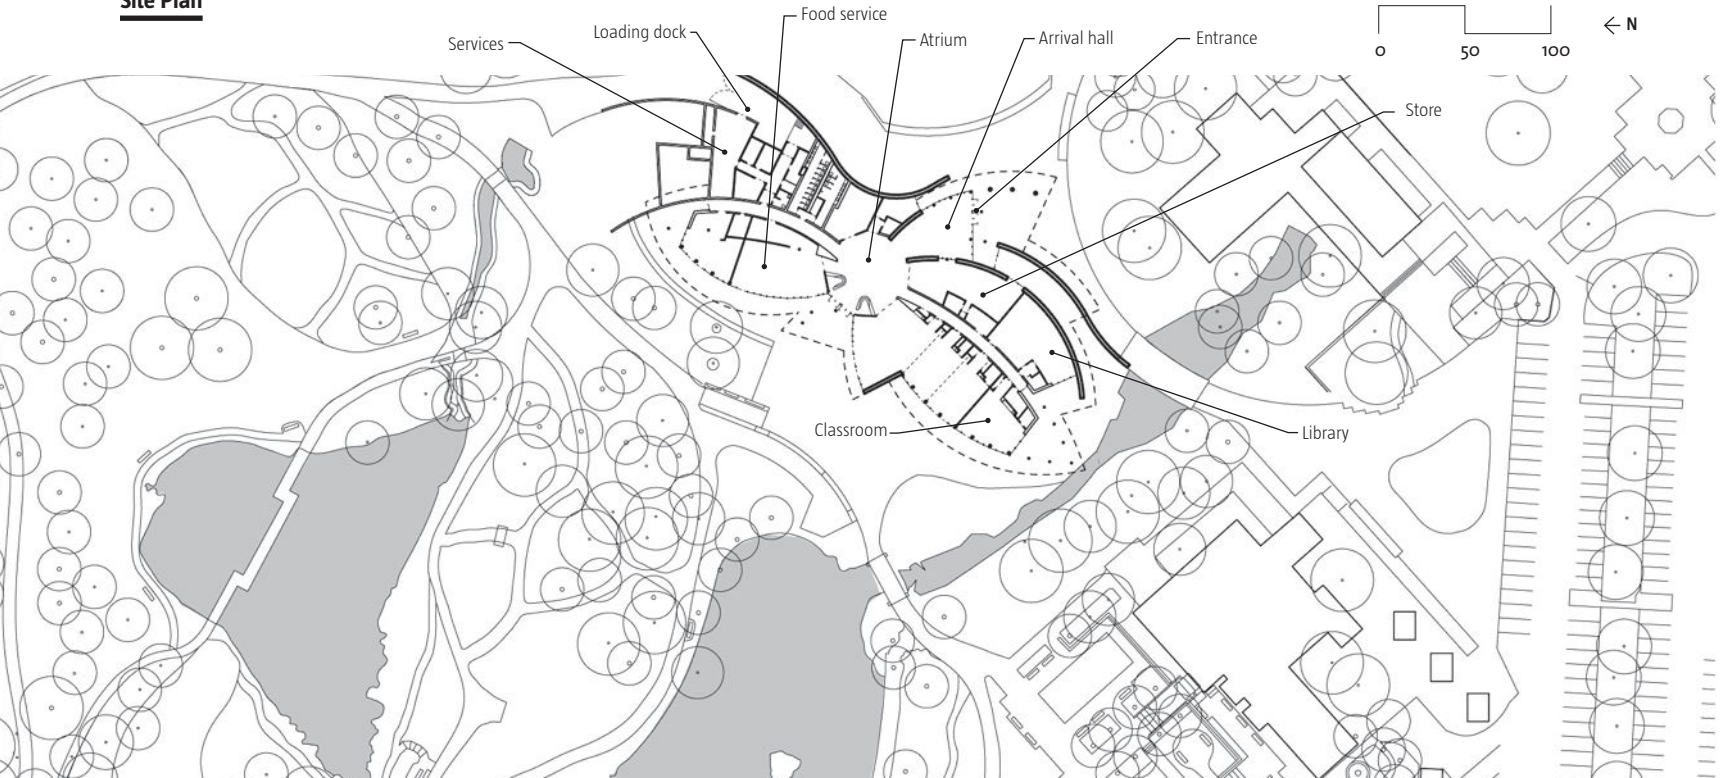 Site Plan
Food service
Loading dock
Services
Atrium
Arrival hall
Entrance
0 50 100
N
Store
Classroom
Library